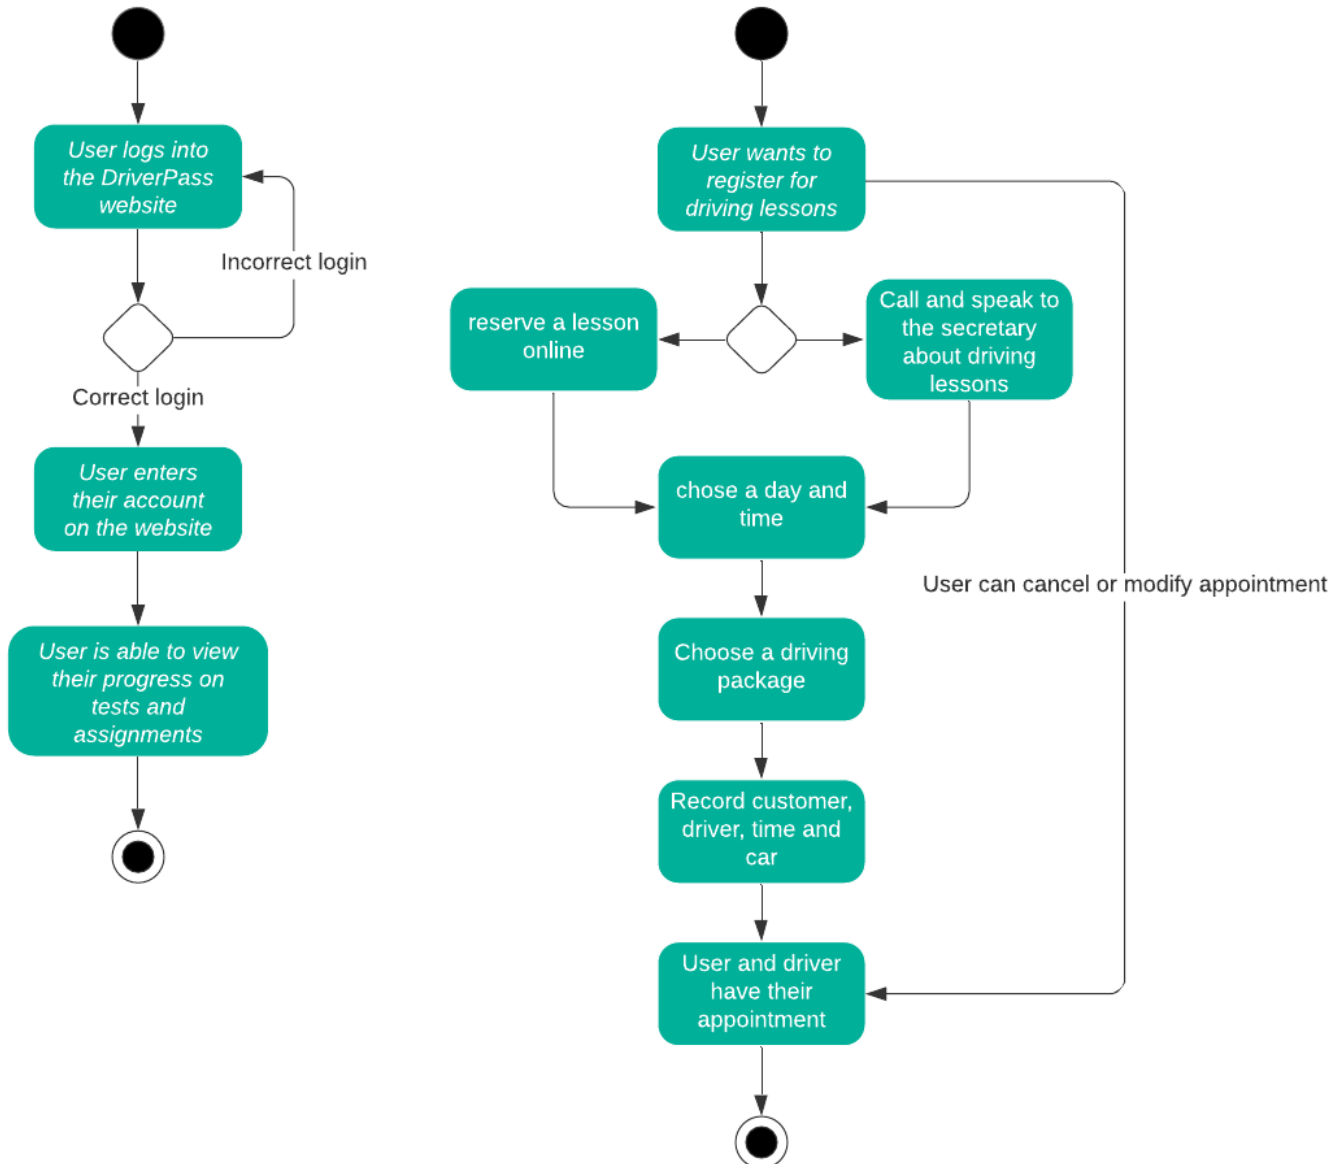 User logs into
the DriverPass
website
Incorrect login
Correct login
User enters
their account
on the website
User is able to view
their progress on
tests and
assignments
User wants to
register for
driving lessons
reserve a lesson
online
Call and speak to
the secretary
about driving
lessons
chose a day and
time
User can cancel or modify appointment
Choose a driving
package
Record customer,
driver, time and
car
User and driver
have their
appointment